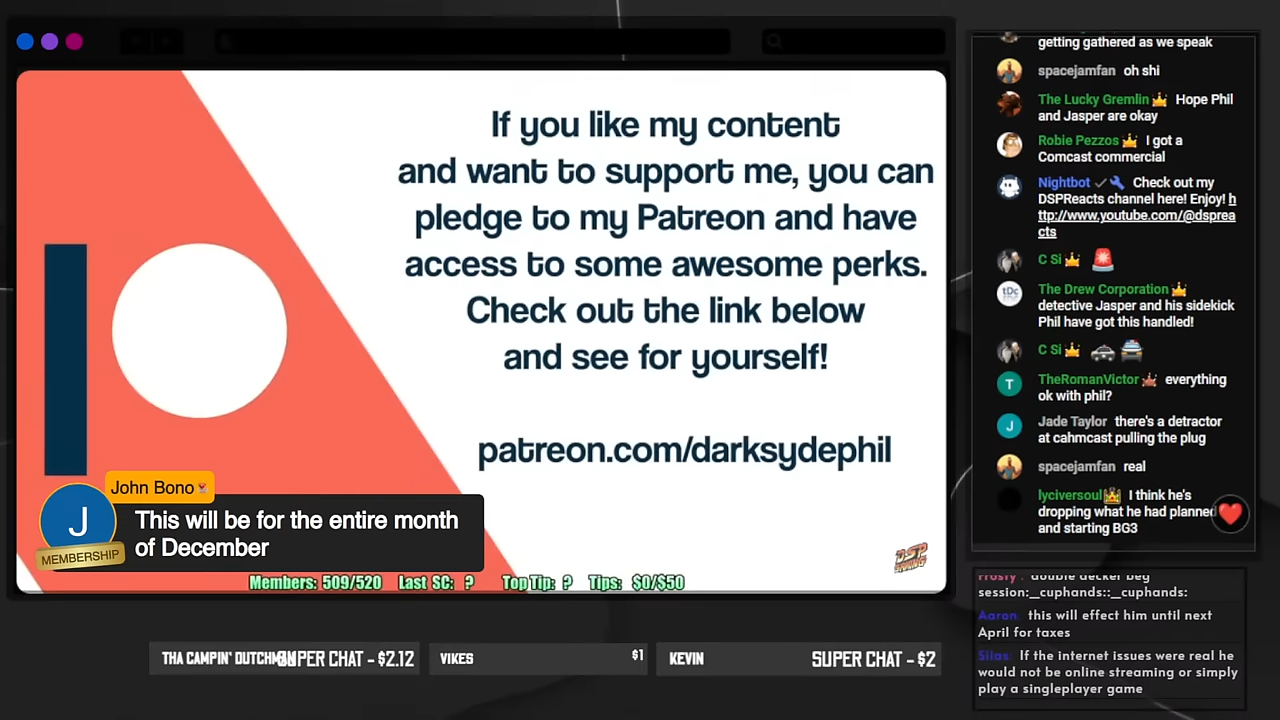 If you like my content
and want to support me, you can
pledge to my Patreon and have
access to some awesome perks.
Check out the link below
and see for yourself!
patreon.com/darksydephil
John Bono
J
This will be for the entire month
of December
MEMBERSHIP
DSP
GAMING
Members: 509/520 Last SC: ? Top Tip: ? Tips: $0/$50
THA CAMPIN' DUTCHMAN SUPER CHAT - $2.12
VIKES $1
KEVIN SUPER CHAT - $2
getting gathered as we speak
spacejamfan oh shi
The Lucky Gremlin Hope Phil
and Jasper are okay
Robie Pezzos I got a
Comcast commercial
Nightbot Check out my
DSPReacts channel here! Enjoy! h
ttp://www.youtube.com/@dsprea
cts
C Si
tDc
The Drew Corporation
detective Jasper and his sidekick
Phil have got this handled!
C Si
T
TheRomanVictor everything
ok with phil?
J
Jade Taylor there's a detractor
at cahmcast pulling the plug
spacejamfan real
lyciversoul I think he's
dropping what he had planned
and starting BG3
Frosty: double decker beg
session:_cuphands::_cuphands:
Aaron: this will effect him until next
April for taxes
Silas: If the internet issues were real he
would not be online streaming or simply
play a singleplayer game